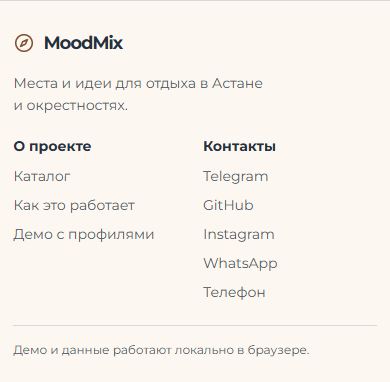 MoodMix
Места и идеи для отдыха в Астане
и окрестностях.
О проекте
Каталог
Как это работает
Демо с профилями
Контакты
Telegram
GitHub
Instagram
WhatsApp
Телефон
Демо и данные работают локально в браузере.